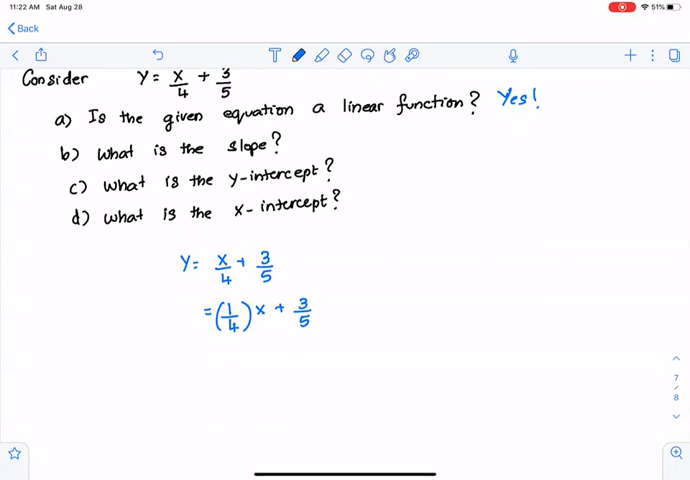 11:22 AM Sat Aug 28 51%
Back
T
Consider y = x/4 + 3/5
a) Is the given equation a linear function? Yes!
b) What is the slope?
c) What is the y-intercept?
d) What is the x-intercept?
y = x/4 + 3/5
= (1/4) x + 3/5
7
/
8